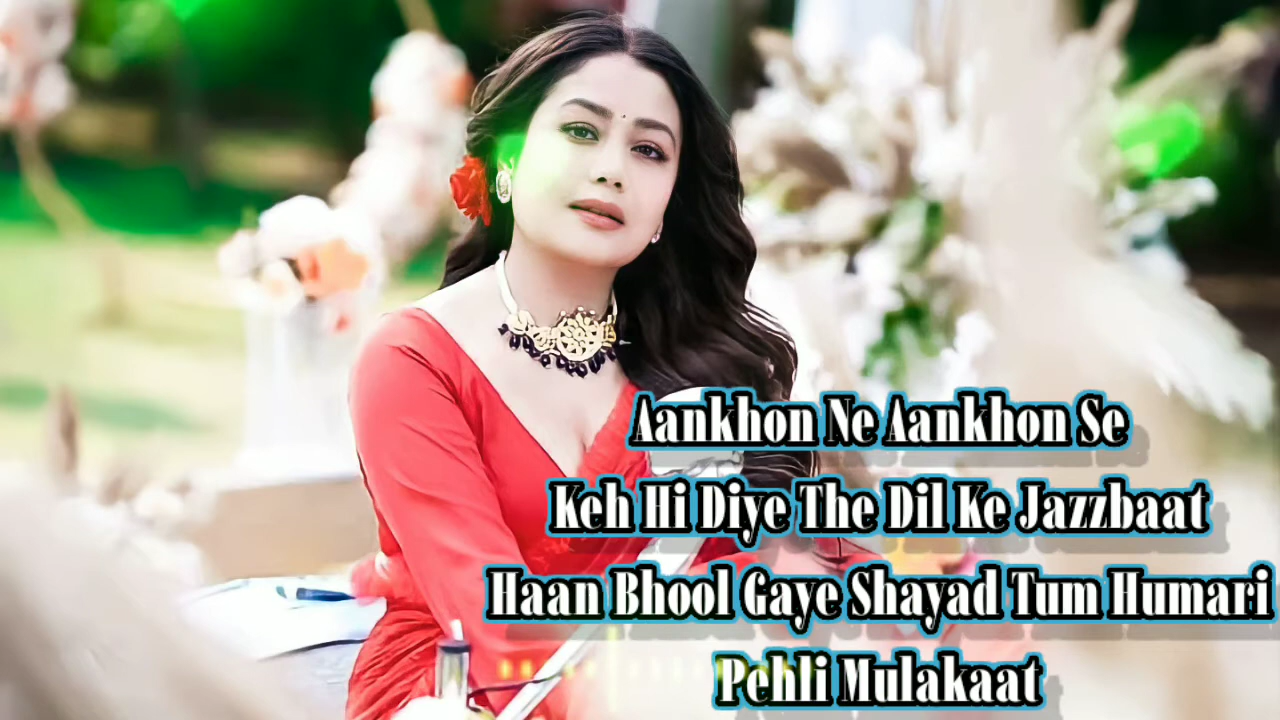 Aankhon Ne Aankhon Se
Keh Hi Diye The Dil Ke Jazzbaat
Haan Bhool Gaye Shayad Tum Humari
Pehli Mulakaat